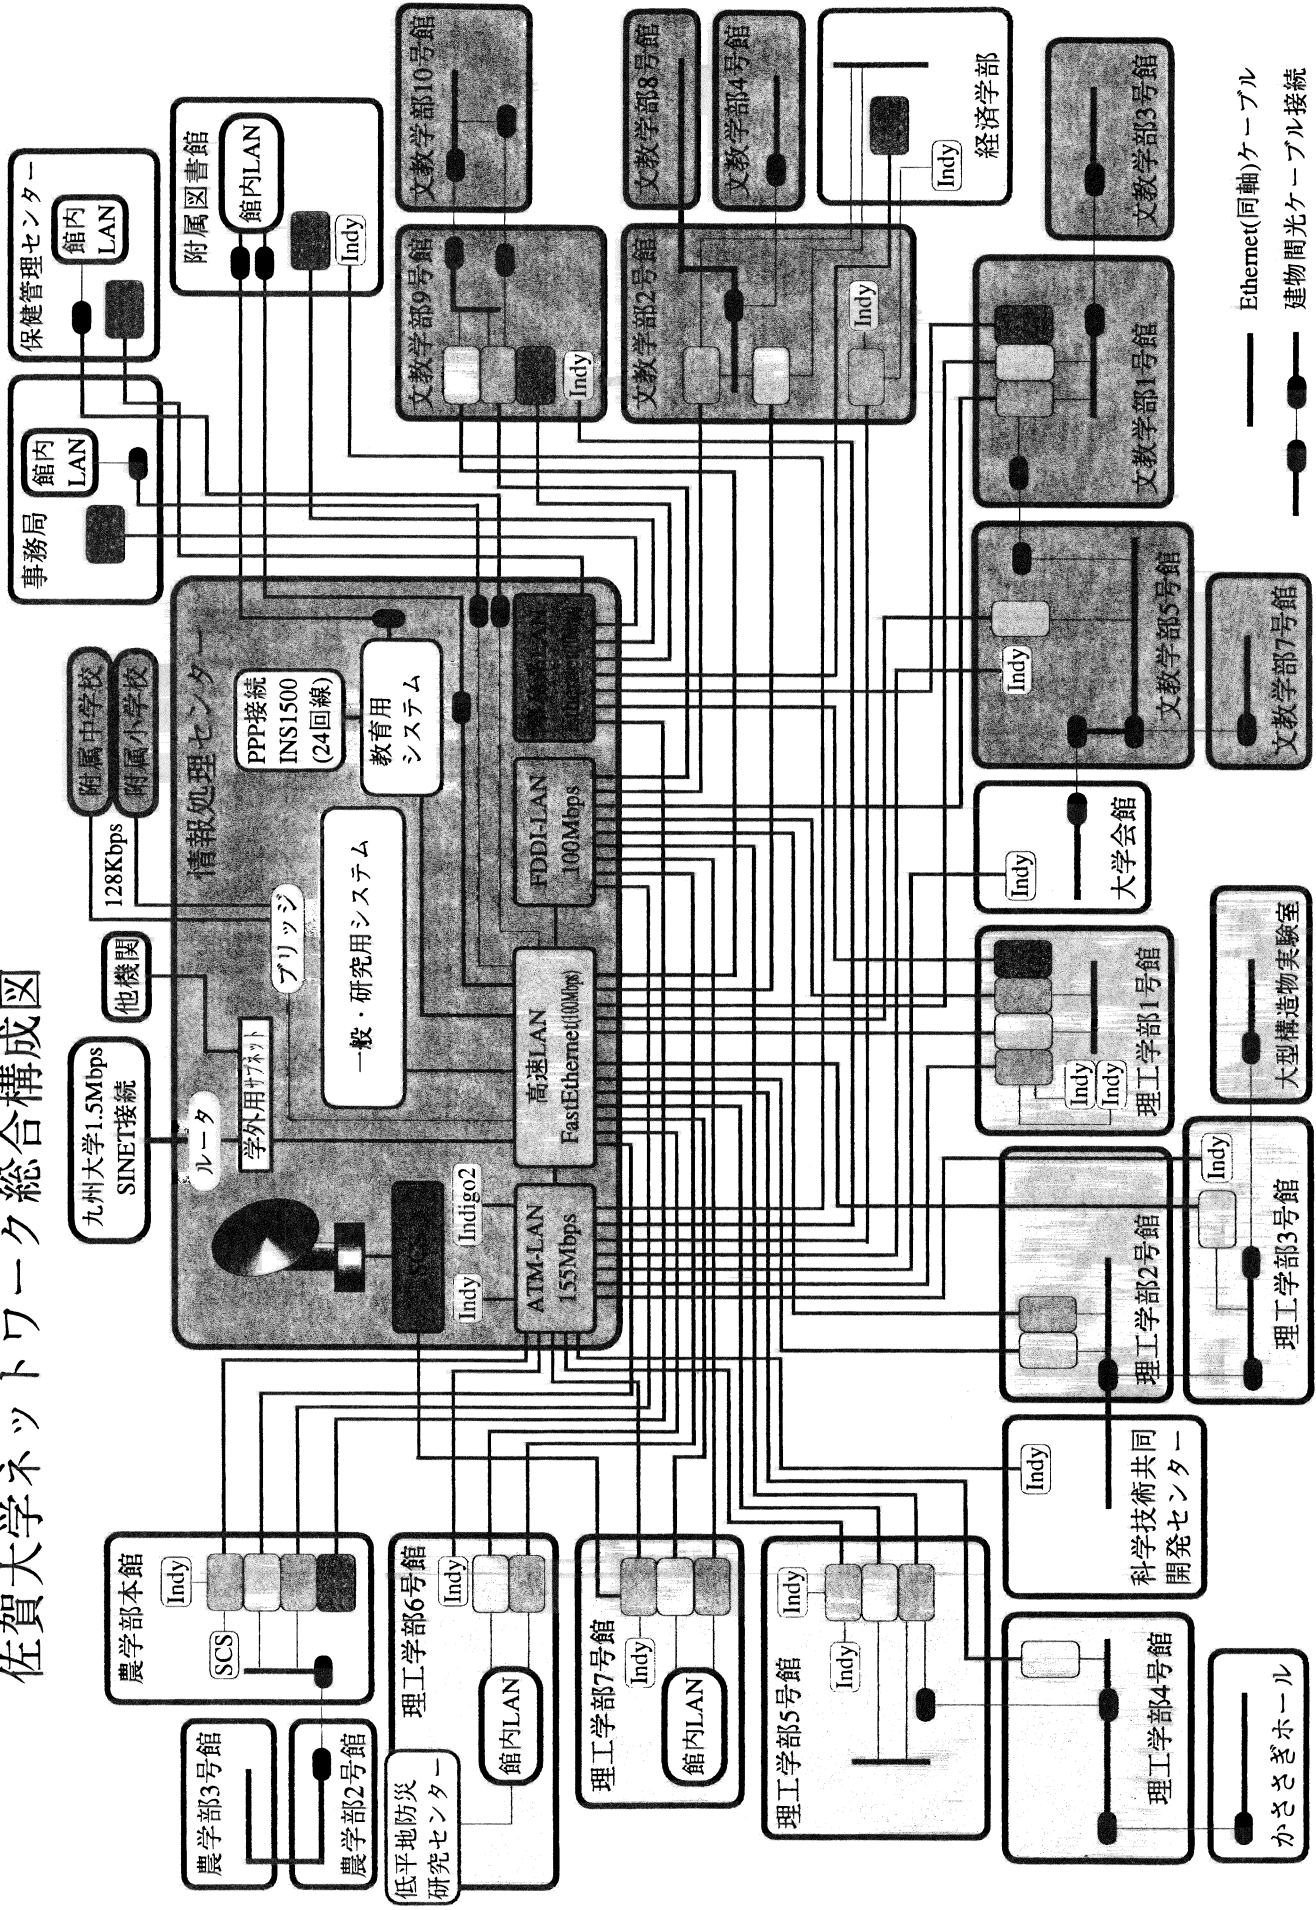 佐賀大学ネットワーク総合構成図
九州大学1.5Mbps
SINET接続
他機関
128Kbps
附属中学校
附属小学校
事務局
館内
LAN
保健管理センター
館内
LAN
附属図書館
館内LAN
Indy
情報処理センター
ルータ
学外用サブネット
ブリッジ
PPP接続
INS1500
(24回線)
教育用
システム
一般・研究用システム
SCS
Indy
Indigo2
ATM-LAN
155Mbps
高速LAN
FastEthernet(100Mbps)
FDDI-LAN
100Mbps
文教学部10号館
文教学部9号館
Indy
文教学部8号館
文教学部4号館
文教学部2号館
Indy
経済学部
Indy
文教学部3号館
文教学部1号館
文教学部5号館
Indy
文教学部7号館
大学会館
Indy
理工学部1号館
Indy
Indy
大型構造物実験室
理工学部2号館
理工学部3号館
Indy
科学技術共同
開発センター
Indy
農学部本館
Indy
SCS
農学部3号館
農学部2号館
理工学部6号館
Indy
館内LAN
低平地防災
研究センター
理工学部7号館
Indy
館内LAN
理工学部5号館
Indy
Indy
理工学部4号館
かささぎホール
Ethernet(同軸)ケーブル
建物間光ケーブル接続